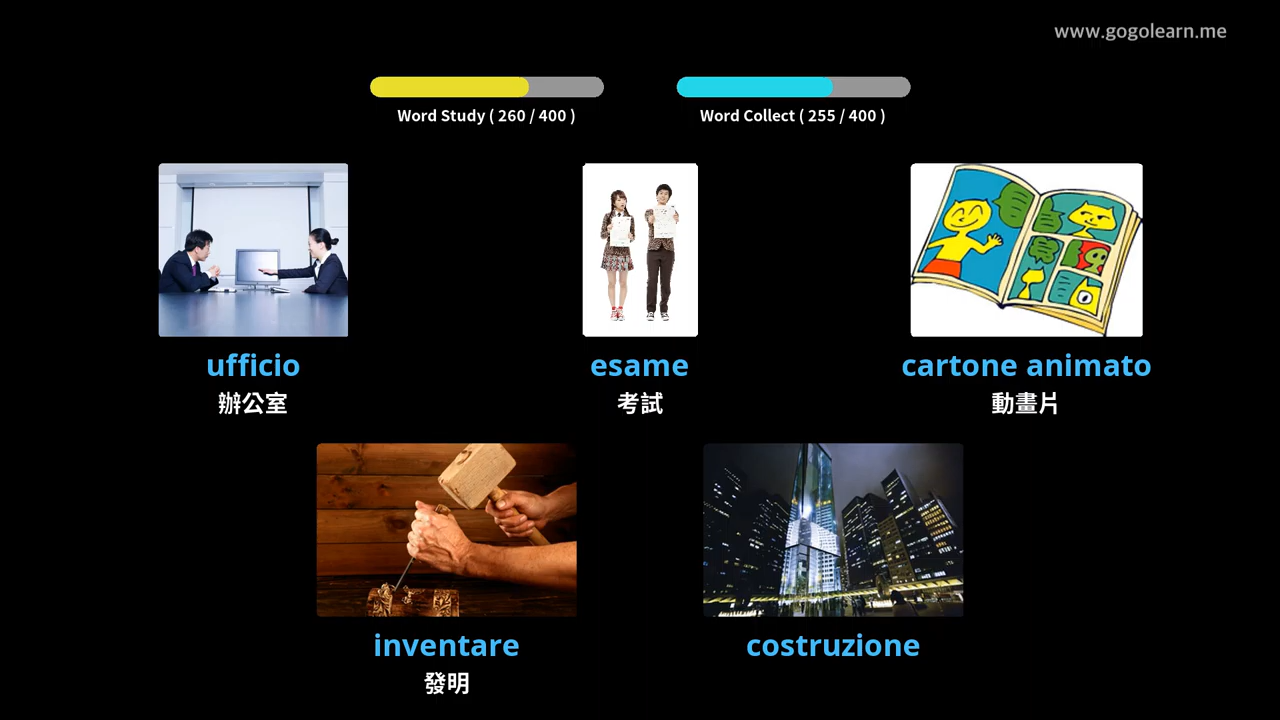 www.gogolearn.me
Word Study ( 260 / 400 )
Word Collect ( 255 / 400 )
ufficio
辦公室
esame
考試
cartone animato
動畫片
inventare
發明
costruzione